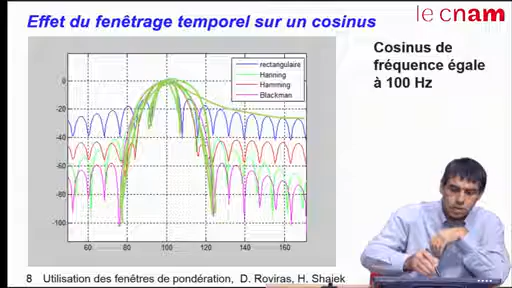 Effet du fenêtrage temporel sur un cosinus
le cnam
rectangulaire
Hanning
Hamming
Blackman
Cosinus de
fréquence égale
à 100 Hz
0
-20
-40
-60
-80
-100
60 80 100 120 140 160
8 Utilisation des fenêtres de pondération, D. Roviras, H. Shaiek